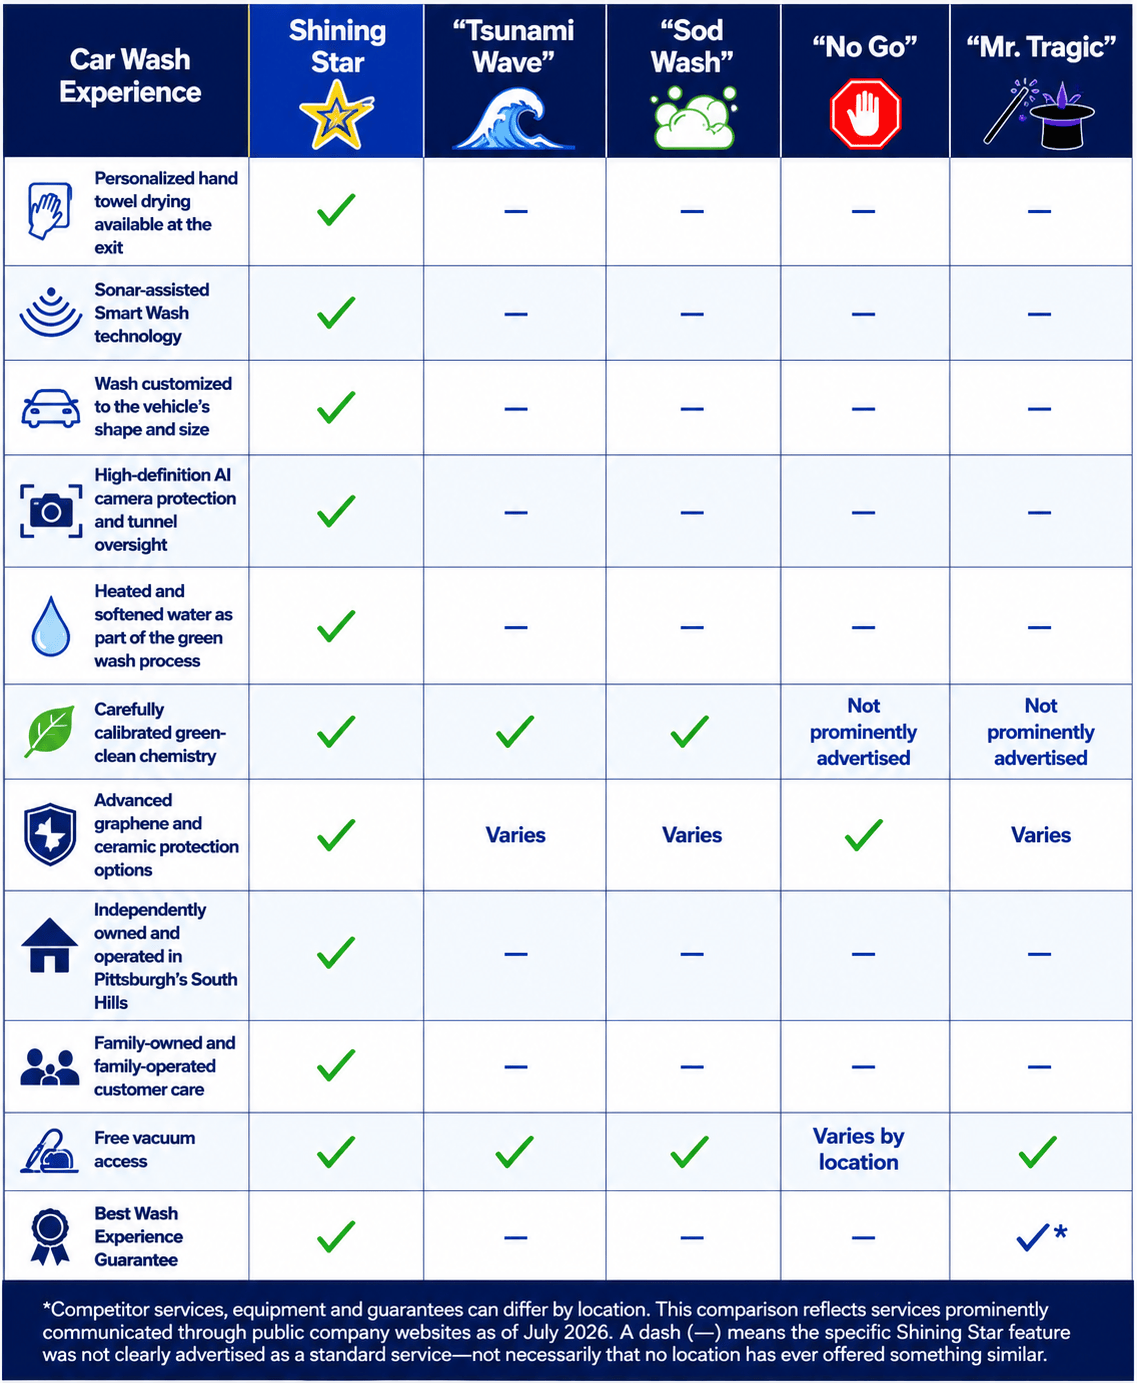 Car Wash
Experience
Shining
Star
“Tsunami
Wave”
“Sod
Wash”
“No Go”
“Mr. Tragic”
Personalized hand
towel drying
available at the
exit
—
—
—
—
Sonar-assisted
Smart Wash
technology
—
—
—
—
Wash customized
to the vehicle’s
shape and size
—
—
—
—
High-definition AI
camera protection
and tunnel
oversight
—
—
—
—
Heated and
softened water as
part of the green
wash process
—
—
—
—
Carefully
calibrated green-
clean chemistry
Not
prominently
advertised
Not
prominently
advertised
Advanced
graphene and
ceramic protection
options
Varies
Varies
Varies
Independently
owned and
operated in
Pittsburgh’s South
Hills
—
—
—
—
Family-owned and
family-operated
customer care
—
—
—
—
Free vacuum
access
Varies by
location
Best Wash
Experience
Guarantee
—
—
—
*
*Competitor services, equipment and guarantees can differ by location. This comparison reflects services prominently
communicated through public company websites as of July 2026. A dash (—) means the specific Shining Star feature
was not clearly advertised as a standard service—not necessarily that no location has ever offered something similar.